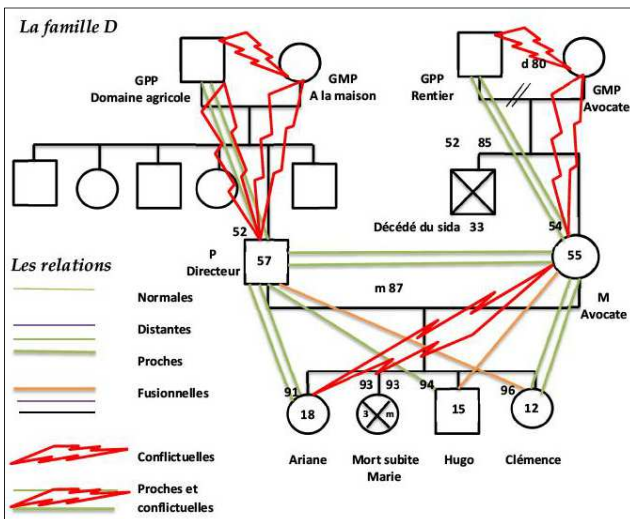 La famille D
GPP
Domaine agricole
GMP
A la maison
GPP
Rentier
d 80
GMP
Avocate
52 85
Décédé du sida 33
52
P
Directeur
57
54
55
M
Avocate
m 87
Les relations
Normales
Distantes
Proches
Fusionnelles
Conflictuelles
Proches et
conflictuelles
91 93 93 94 96
18 3 m 15 12
Ariane Mort subite Hugo Clémence
Marie